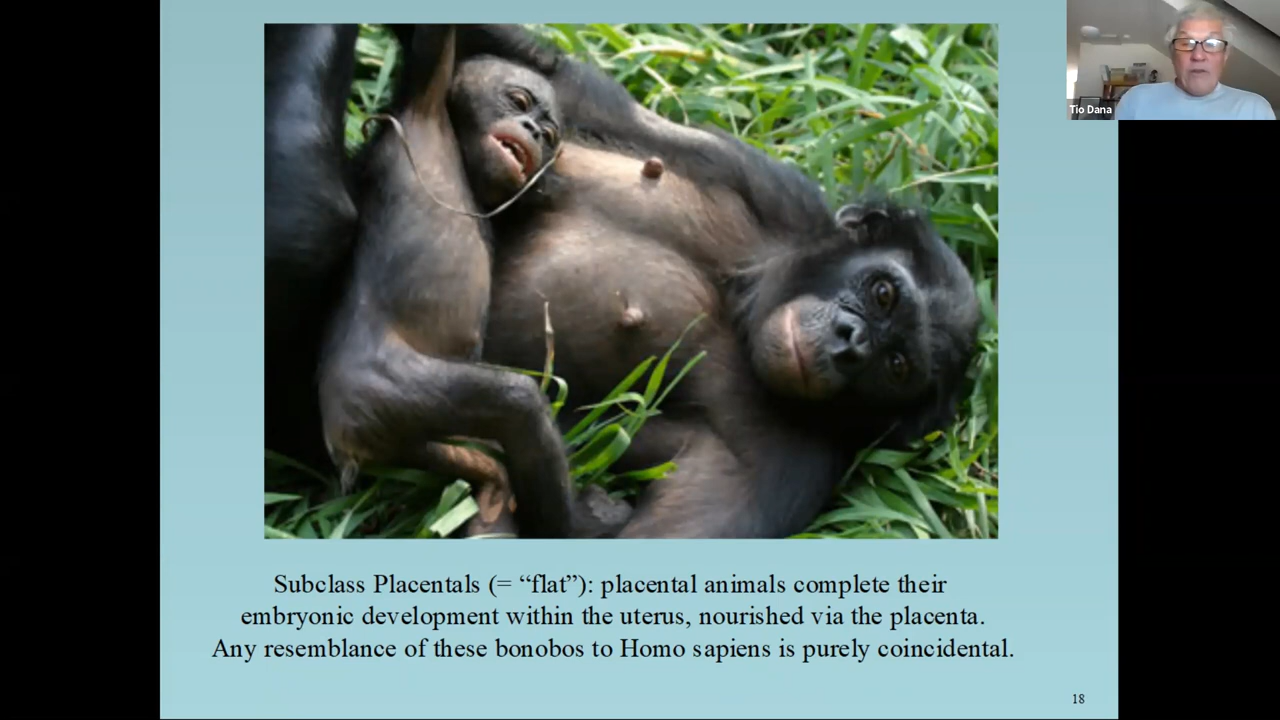 Tio Dana
Subclass Placentals (= “flat”): placental animals complete their
embryonic development within the uterus, nourished via the placenta.
Any resemblance of these bonobos to Homo sapiens is purely coincidental.
18